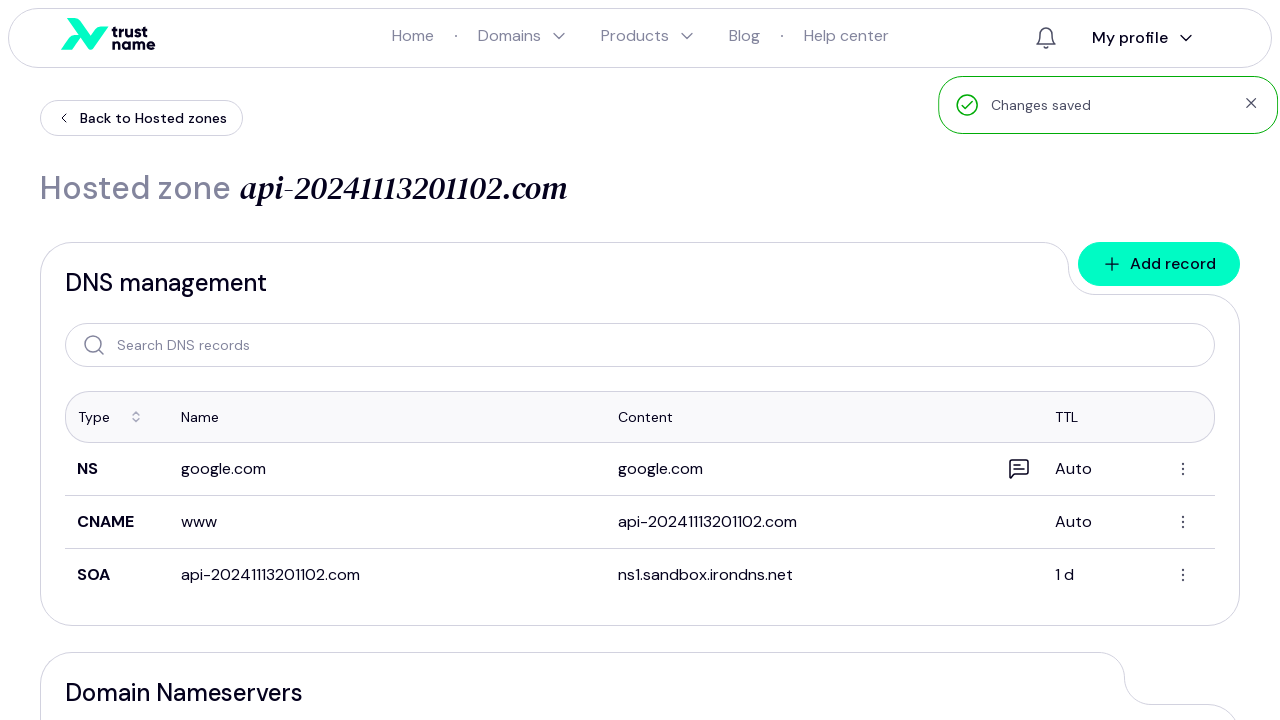 trust name
Home · Domains Products Blog · Help center
My profile
Changes saved
Back to Hosted zones
Hosted zone api-20241113201102.com
DNS management
Add record
Search DNS records
Type Name Content TTL
NS google.com google.com Auto
CNAME www api-20241113201102.com Auto
SOA api-20241113201102.com ns1.sandbox.irondns.net 1 d
Domain Nameservers